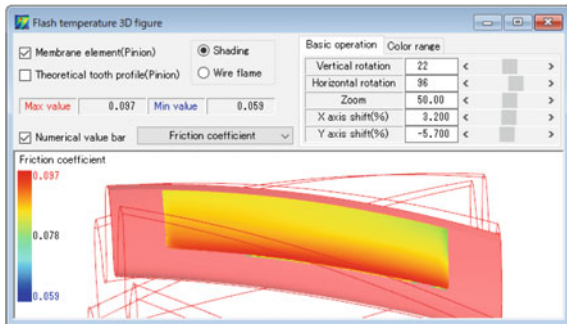 Flash temperature 3D figure
Membrane element(Pinion)
Theoretical tooth profile(Pinion)
Shading
Wire flame
Max value 0.097 Min value 0.059
Numerical value bar Friction coefficient
Basic operation Color range
Vertical rotation 22 < >
Horizontal rotation 96 < >
Zoom 50.00 < >
X axis shift(%) 3.200 < >
Y axis shift(%) -5.700 < >
Friction coefficient
0.097
0.078
0.059